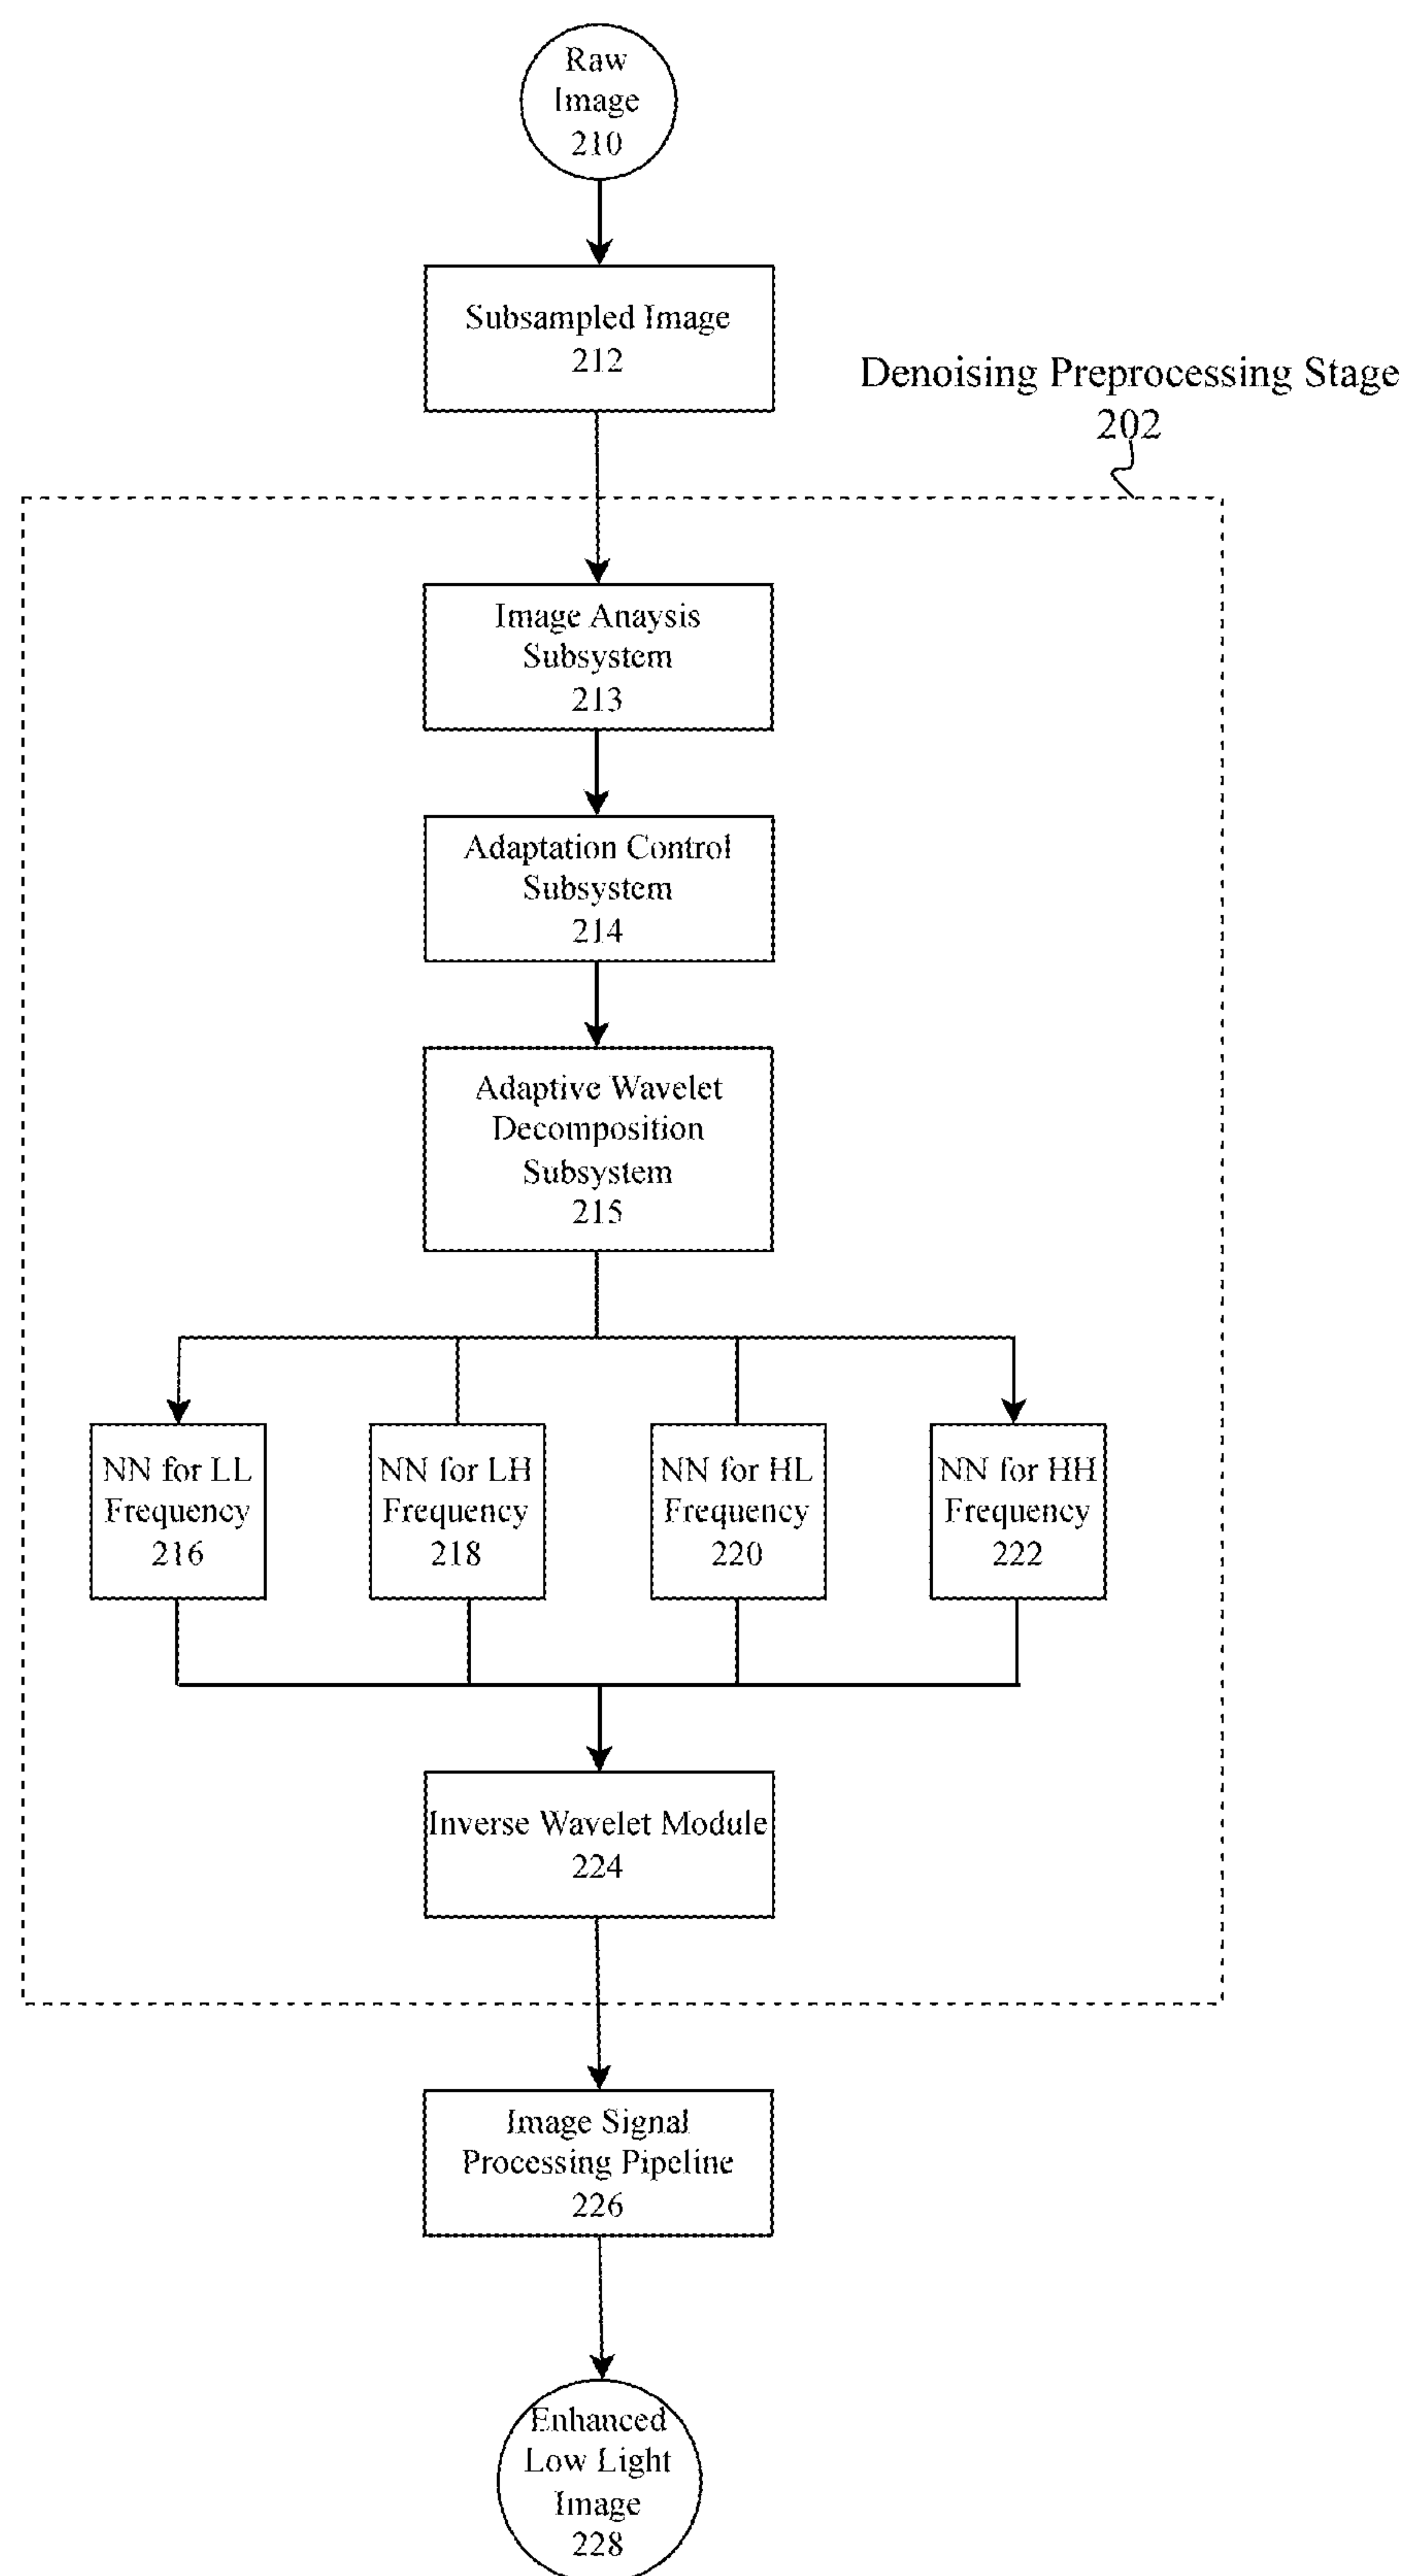 Raw
Image
210
Subsampled Image
212
Denoising Preprocessing Stage
202
Image Anaysis
Subsystem
213
Adaptation Control
Subsystem
214
Adaptive Wavelet
Decomposition
Subsystem
215
NN for LL
Frequency
216
NN for LH
Frequency
218
NN for HL
Frequency
220
NN for HH
Frequency
222
Inverse Wavelet Module
224
Image Signal
Processing Pipeline
226
Enhanced
Low Light
Image
228